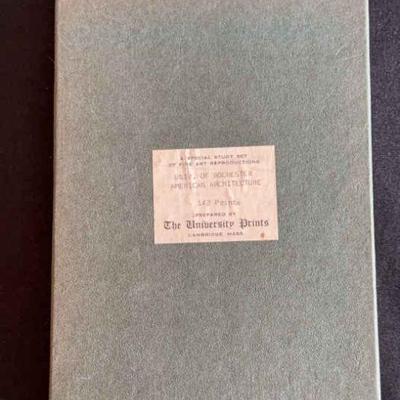 A SPECIAL STUDY SET
OF FINE ART REPRODUCTIONS
UNIV. OF ROCHESTER
AMERICAN ARCHITECTURE
143 Prints
PREPARED BY
The University Prints
CAMBRIDGE MASS.